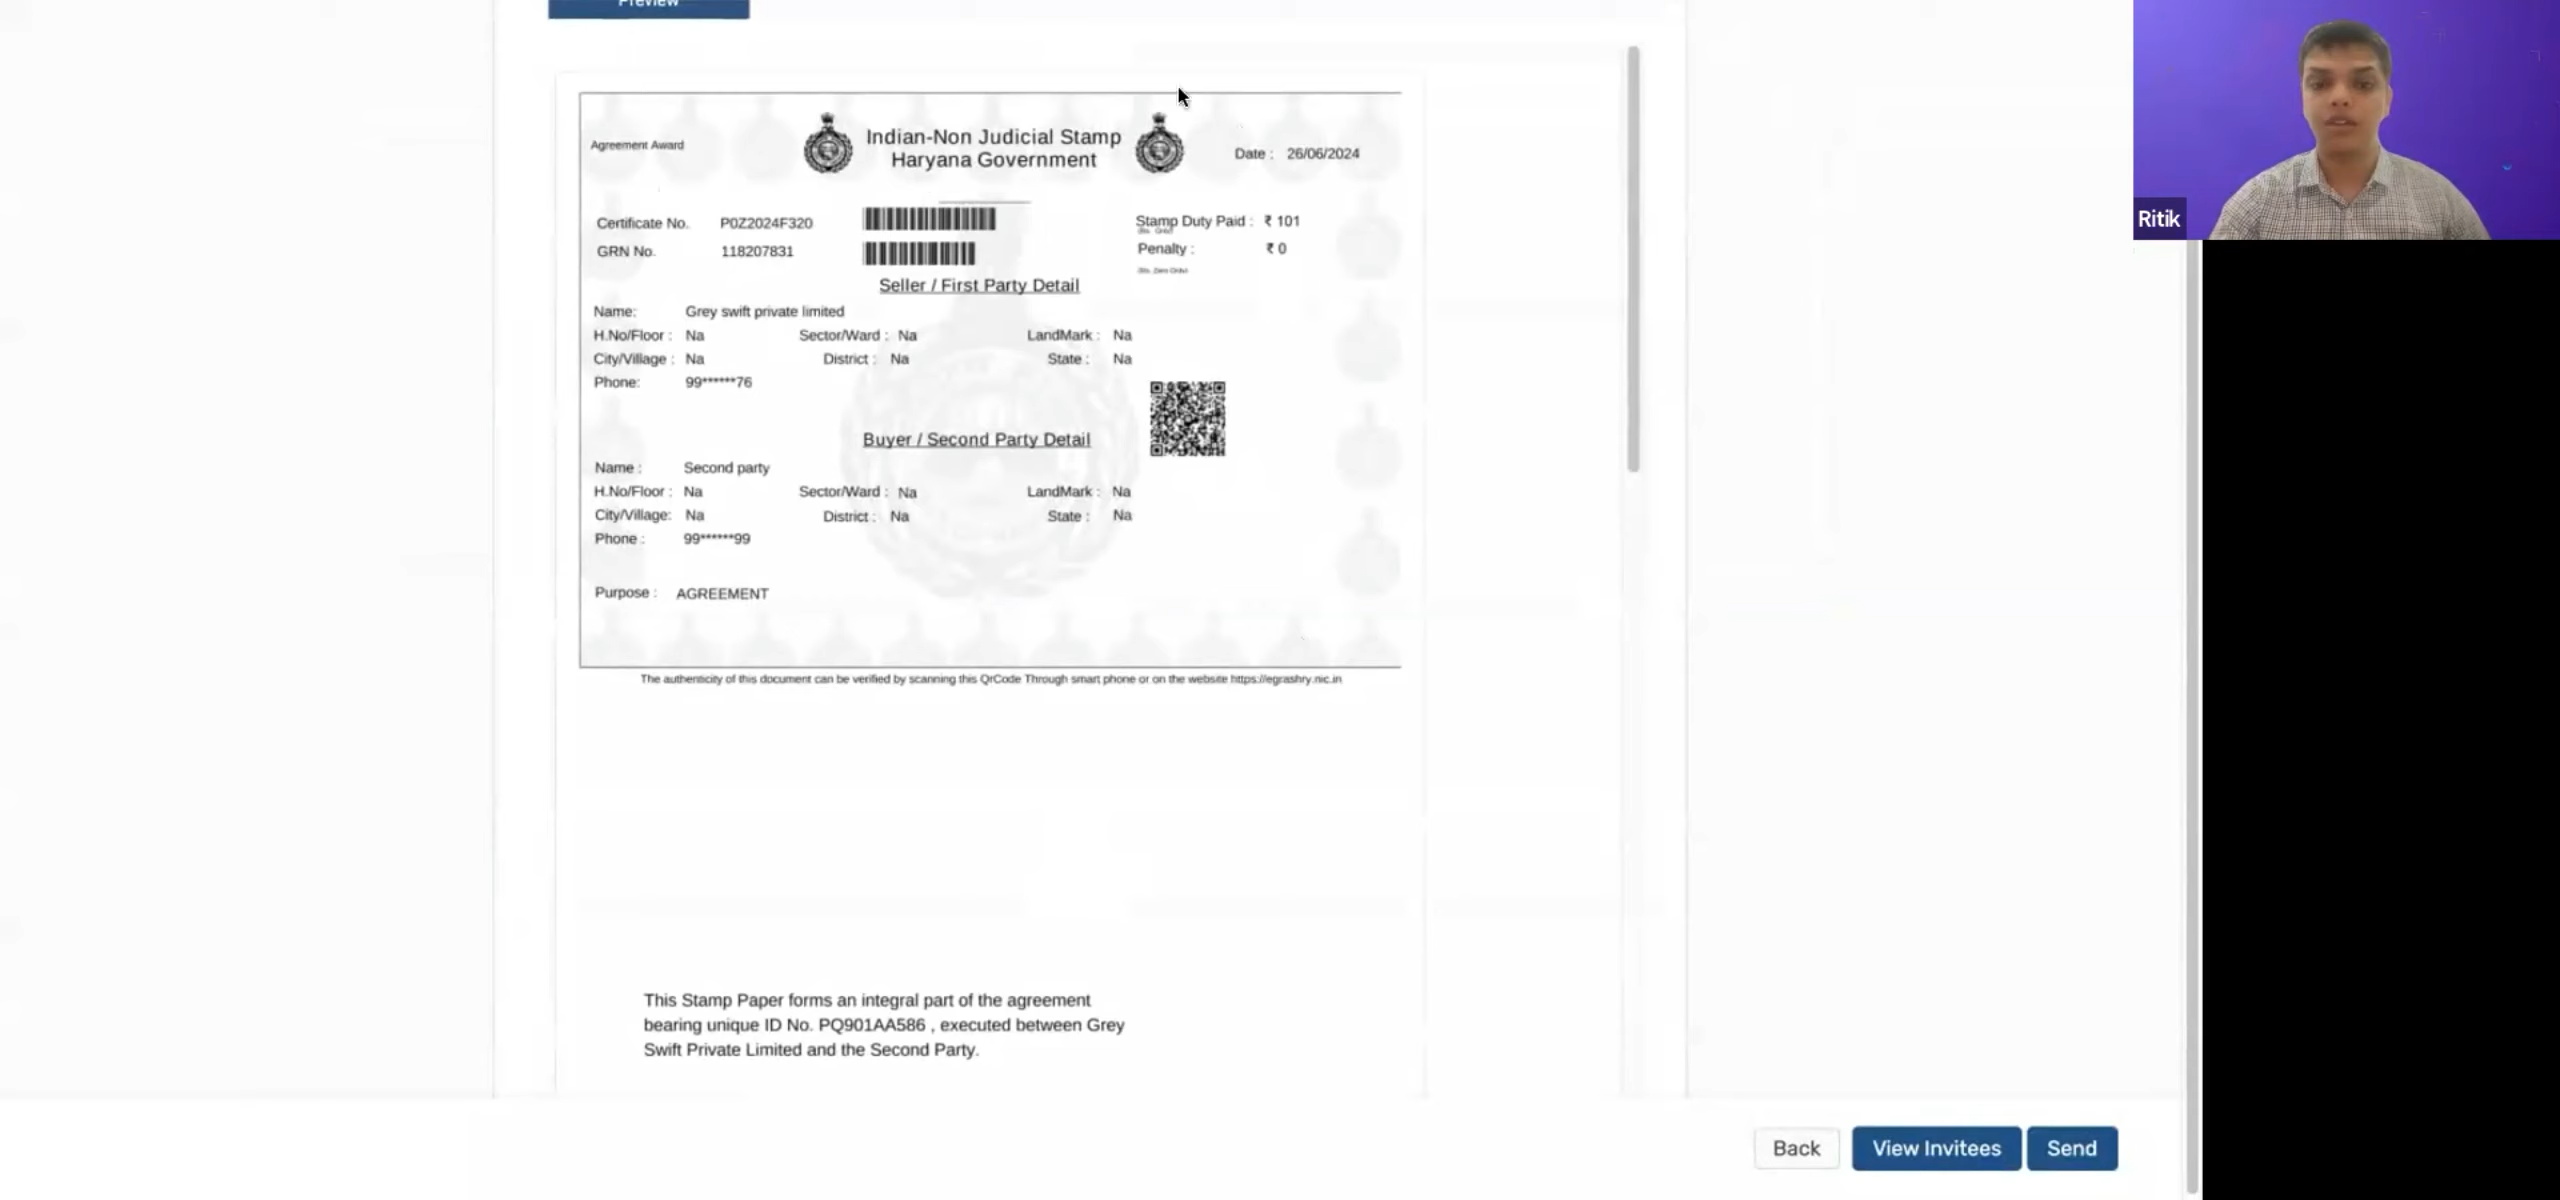 Preview
Agreement Award
Indian-Non Judicial Stamp
Haryana Government
Date : 26/06/2024
Certificate No. P0Z2024F320
Stamp Duty Paid : ₹ 101
GRN No. 118207831
Penalty : ₹ 0
(Rs. Zero Only)
Seller / First Party Detail
Name: Grey swift private limited
H.No/Floor : Na Sector/Ward : Na LandMark : Na
City/Village : Na District : Na State : Na
Phone: 99******76
Buyer / Second Party Detail
Name : Second party
H.No/Floor : Na Sector/Ward : Na LandMark : Na
City/Village: Na District : Na State : Na
Phone : 99******99
Purpose : AGREEMENT
The authenticity of this document can be verified by scanning this QrCode Through smart phone or on the website https://egrashry.nic.in
This Stamp Paper forms an integral part of the agreement
bearing unique ID No. PQ901AA586 , executed between Grey
Swift Private Limited and the Second Party.
Back View Invitees Send
Ritik